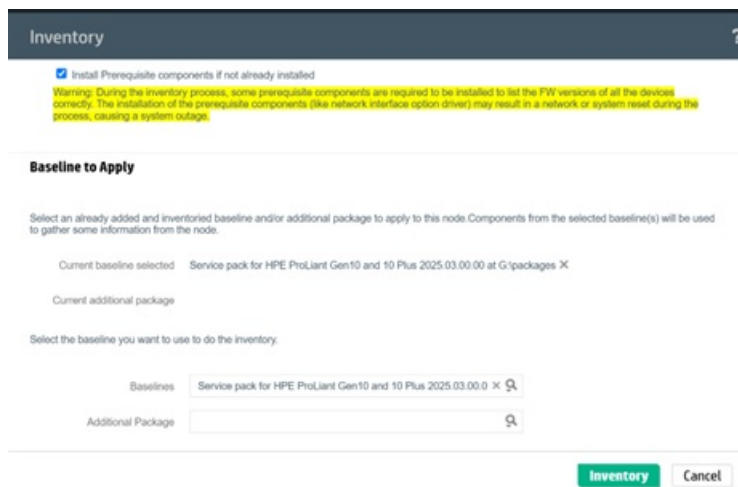 Inventory
?
Install Prerequisite components if not already installed
Warning: During the inventory process, some prerequisite components are required to be installed to list the FW versions of all the devices
correctly. The installation of the prerequisite components (like network interface option driver) may result in a network or system reset during the
process, causing a system outage.
Baseline to Apply
Select an already added and inventoried baseline and/or additional package to apply to this node.Components from the selected baseline(s) will be used
to gather some information from the node.
Current baseline selected Service pack for HPE ProLiant Gen10 and 10 Plus 2025.03.00.00 at G:\packages ×
Current additional package
Select the baseline you want to use to do the inventory.
Baselines Service pack for HPE ProLiant Gen10 and 10 Plus 2025.03.00.0 ×
Additional Package
Inventory Cancel